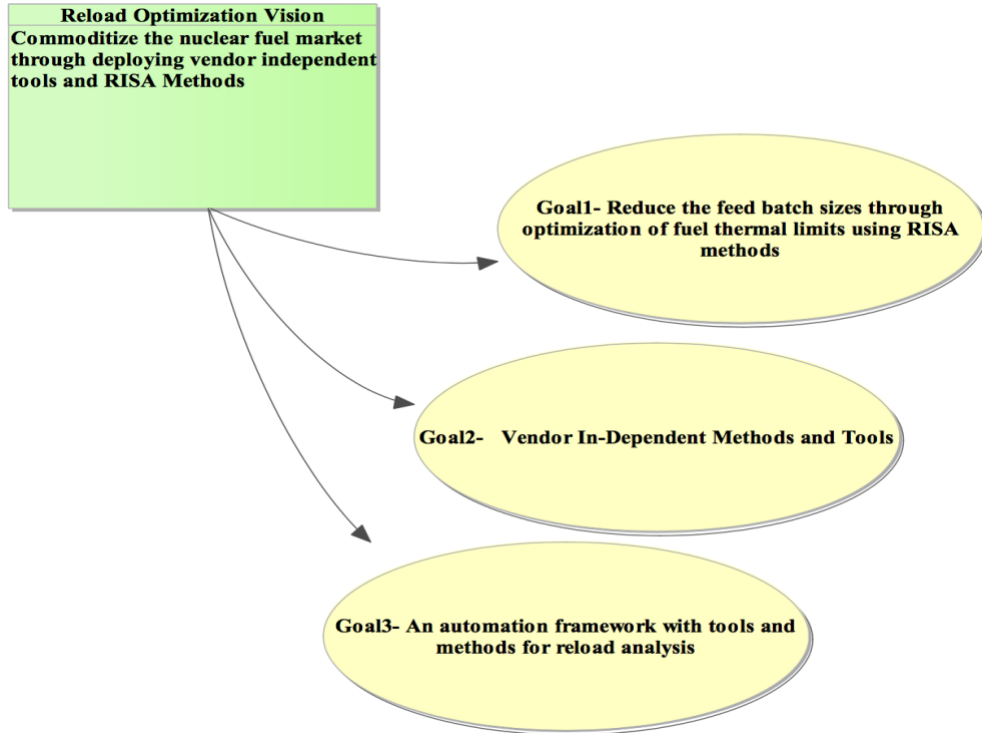 Reload Optimization Vision
Commoditize the nuclear fuel market
through deploying vendor independent
tools and RISA Methods
Goal1- Reduce the feed batch sizes through
optimization of fuel thermal limits using RISA
methods
Goal2-   Vendor In-Dependent Methods and Tools
Goal3- An automation framework with tools and
methods for reload analysis